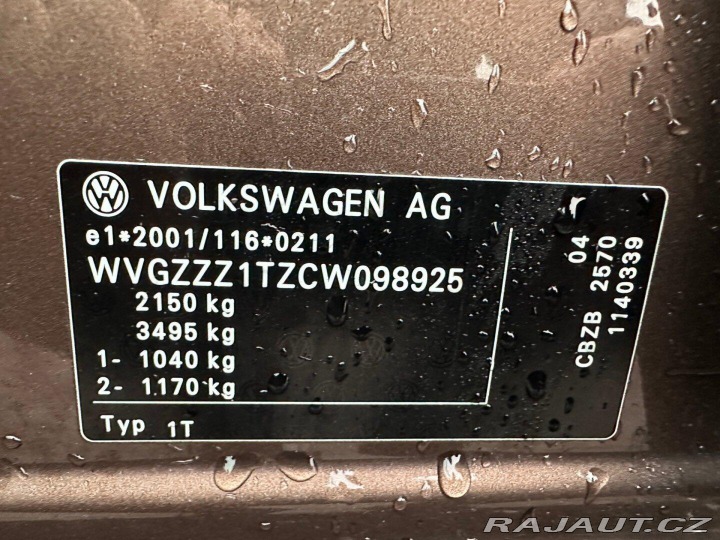 VOLKSWAGEN AG
e1*2001/116*0211
WVGZZZ1TZCW098925
2150 kg
3495 kg
1- 1040 kg
2- 1170 kg
Typ 1T
04
CBZB 2570
1140339
RAJAUT.CZ